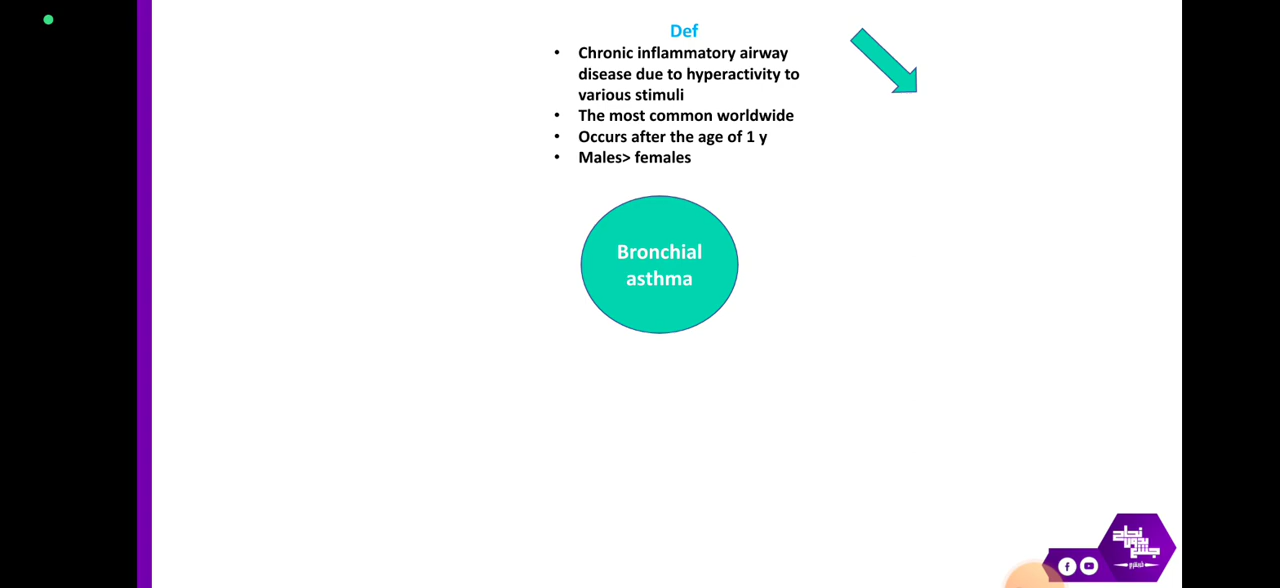 Def
• Chronic inflammatory airway
disease due to hyperactivity to
various stimuli
• The most common worldwide
• Occurs after the age of 1 y
• Males> females
Bronchial
asthma